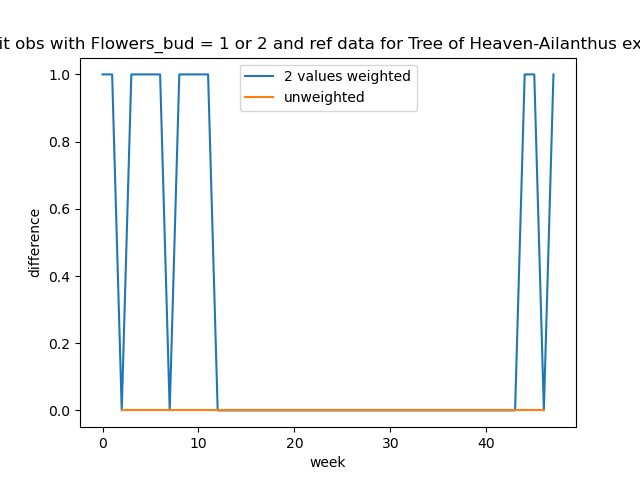 it obs with Flowers_bud = 1 or 2 and ref data for Tree of Heaven-Ailanthus ex
2 values weighted
unweighted
1.0
0.8
0.6
0.4
0.2
0.0
difference
0 10 20 30 40
week